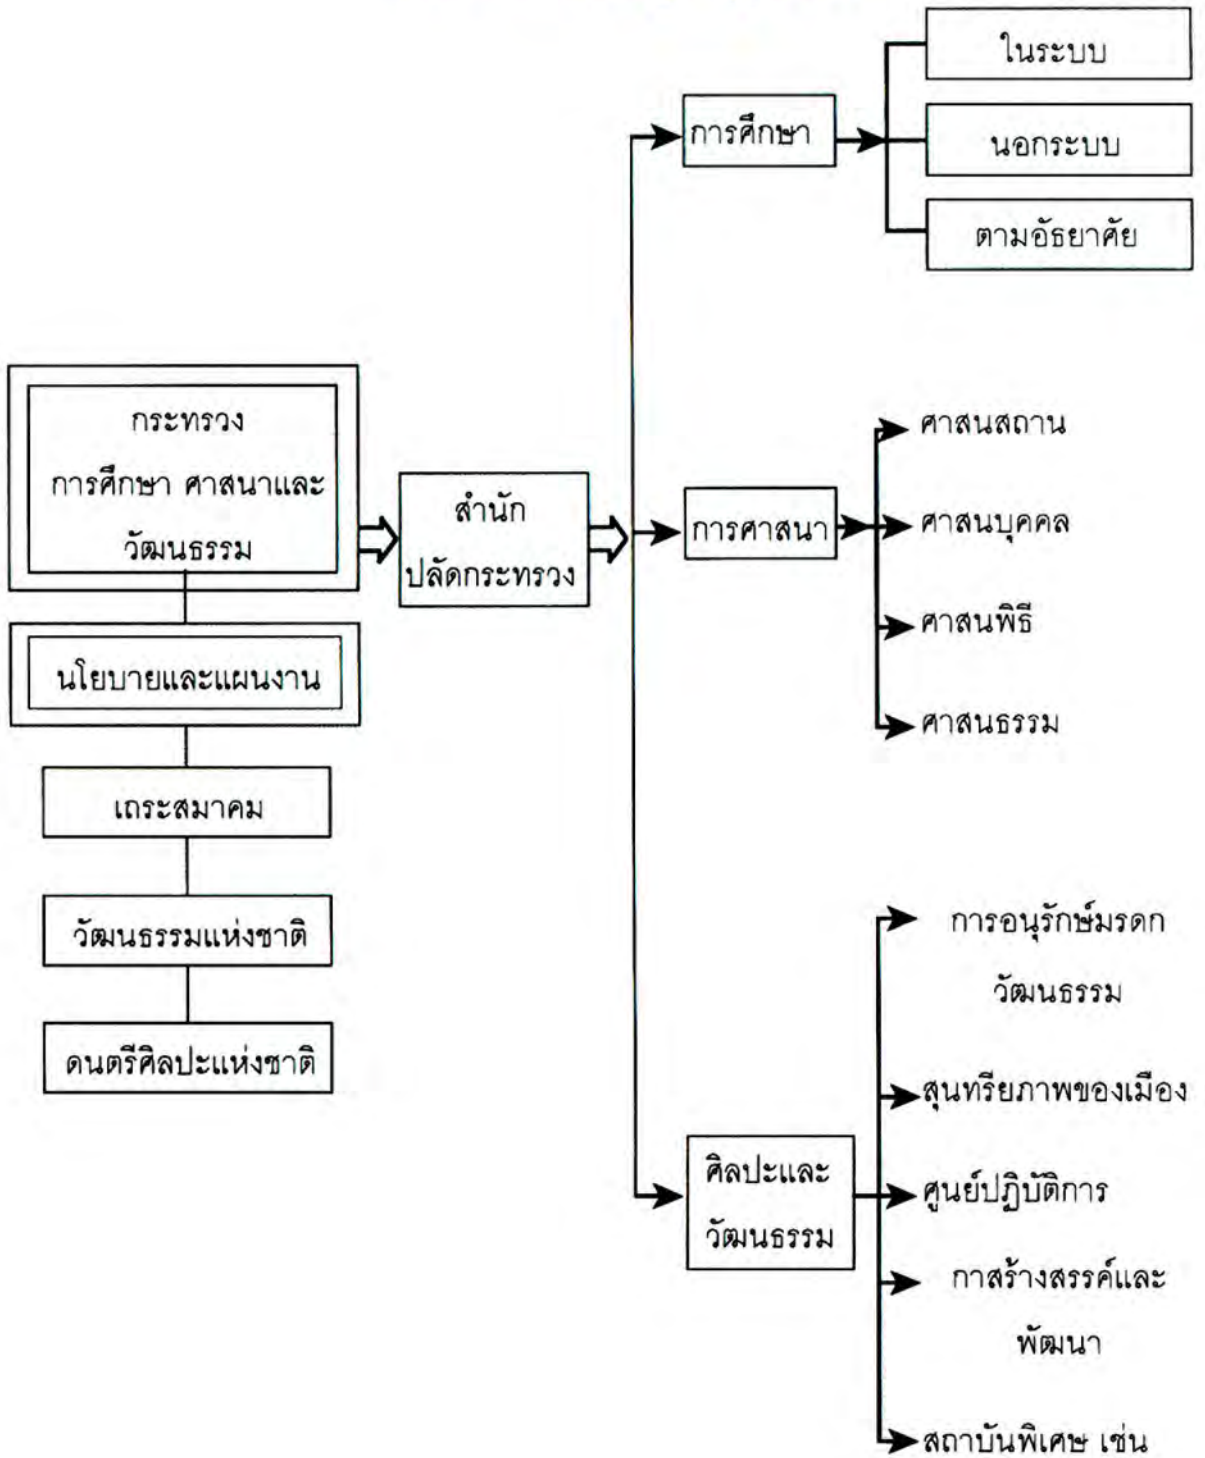 ในระบบ
การศึกษา
นอกระบบ
ตามอัธยาศัย
กระทรวง
การศึกษา ศาสนาและ
วัฒนธรรม
สำนัก
ปลัดกระทรวง
นโยบายและแผนงาน
เถระสมาคม
วัฒนธรรมแห่งชาติ
ดนตรีศิลปะแห่งชาติ
การศาสนา
ศาสนสถาน
ศาสนบุคคล
ศาสนพิธี
ศาสนธรรม
ศิลปะและ
วัฒนธรรม
การอนุรักษ์มรดก
วัฒนธรรม
สุนทรียภาพของเมือง
ศูนย์ปฏิบัติการ
กาสร้างสรรค์และ
พัฒนา
สถาบันพิเศษ เช่น